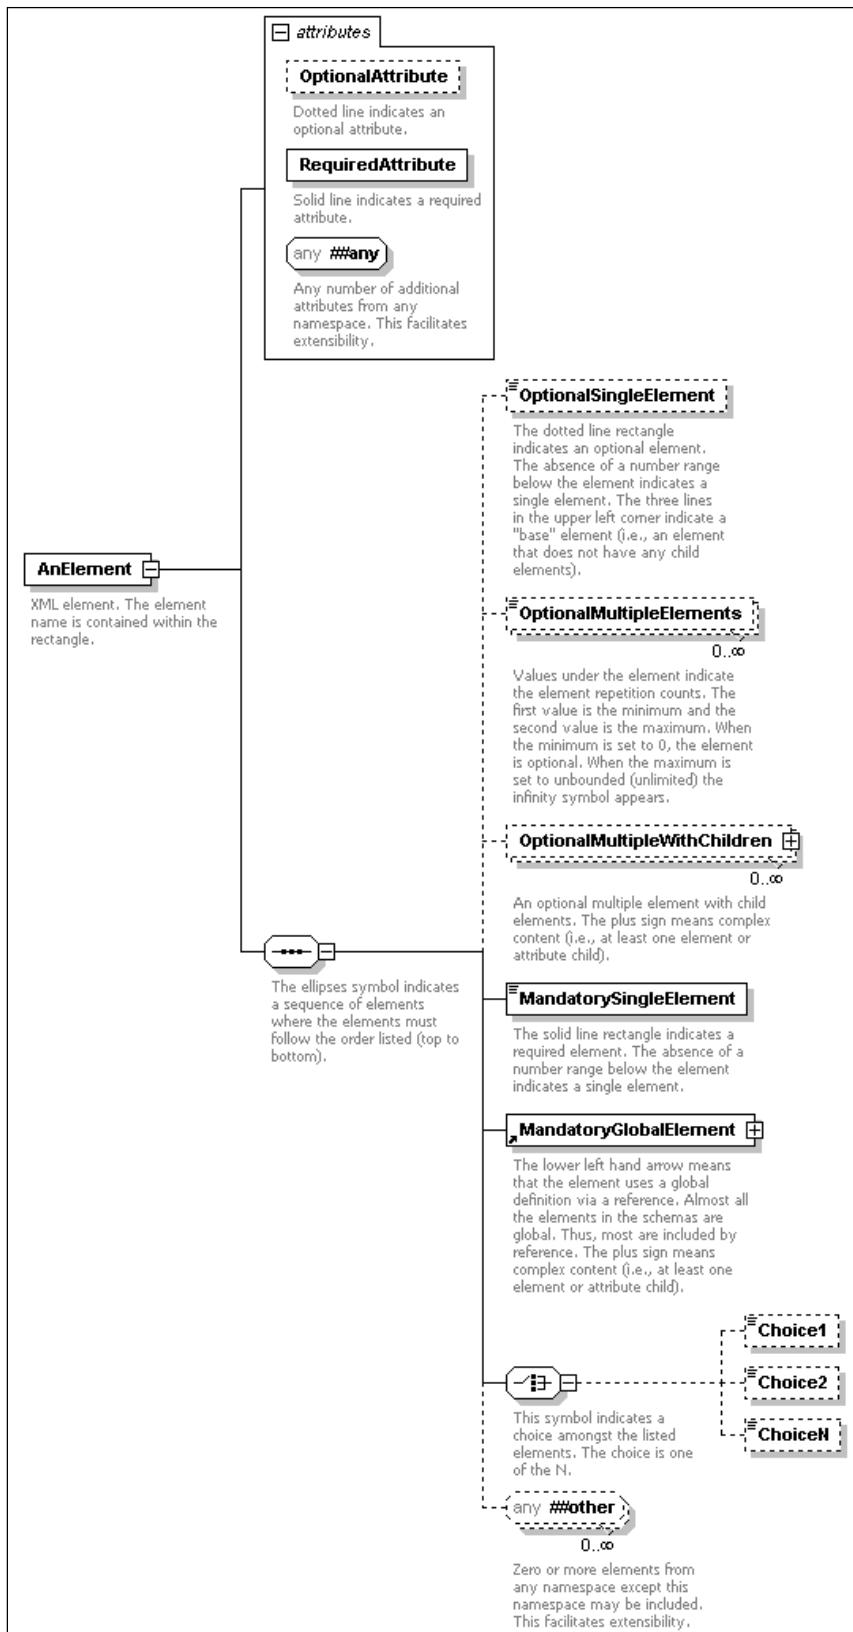 attributes
OptionalAttribute
Dotted line indicates an
optional attribute.
RequiredAttribute
Solid line indicates a required
attribute.
any ##any
Any number of additional
attributes from any
namespace. This facilitates
extensibility.
AnElement
XML element. The element
name is contained within the
rectangle.
The ellipses symbol indicates
a sequence of elements
where the elements must
follow the order listed (top to
bottom).
OptionalSingleElement
The dotted line rectangle
indicates an optional element.
The absence of a number range
below the element indicates a
single element. The three lines
in the upper left corner indicate a
"base" element (i.e., an element
that does not have any child
elements).
OptionalMultipleElements
0..∞
Values under the element indicate
the element repetition counts. The
first value is the minimum and the
second value is the maximum. When
the minimum is set to 0, the element
is optional. When the maximum is
set to unbounded (unlimited) the
infinity symbol appears.
OptionalMultipleWithChildren
0..∞
An optional multiple element with child
elements. The plus sign means complex
content (i.e., at least one element or
attribute child).
MandatorySingleElement
The solid line rectangle indicates a
required element. The absence of a
number range below the element
indicates a single element.
MandatoryGlobalElement
The lower left hand arrow means
that the element uses a global
definition via a reference. Almost all
the elements in the schemas are
global. Thus, most are included by
reference. The plus sign means
complex content (i.e., at least one
element or attribute child).
This symbol indicates a
choice amongst the listed
elements. The choice is one
of the N.
Choice1
Choice2
ChoiceN
any ##other
0..∞
Zero or more elements from
any namespace except this
namespace may be included.
This facilitates extensibility.